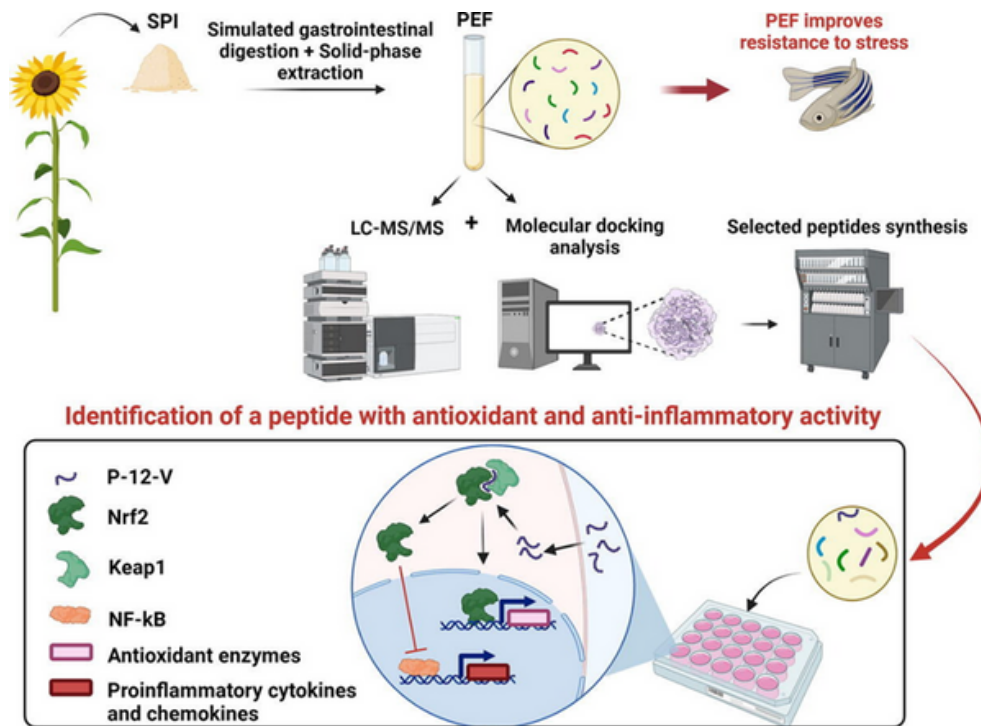 SPI
Simulated gastrointestinal
digestion + Solid-phase
extraction
PEF
PEF improves
resistance to stress
LC-MS/MS
+
Molecular docking
analysis
Selected peptides synthesis
Identification of a peptide with antioxidant and anti-inflammatory activity
P-12-V
Nrf2
Keap1
NF-kB
Antioxidant enzymes
Proinflammatory cytokines
and chemokines